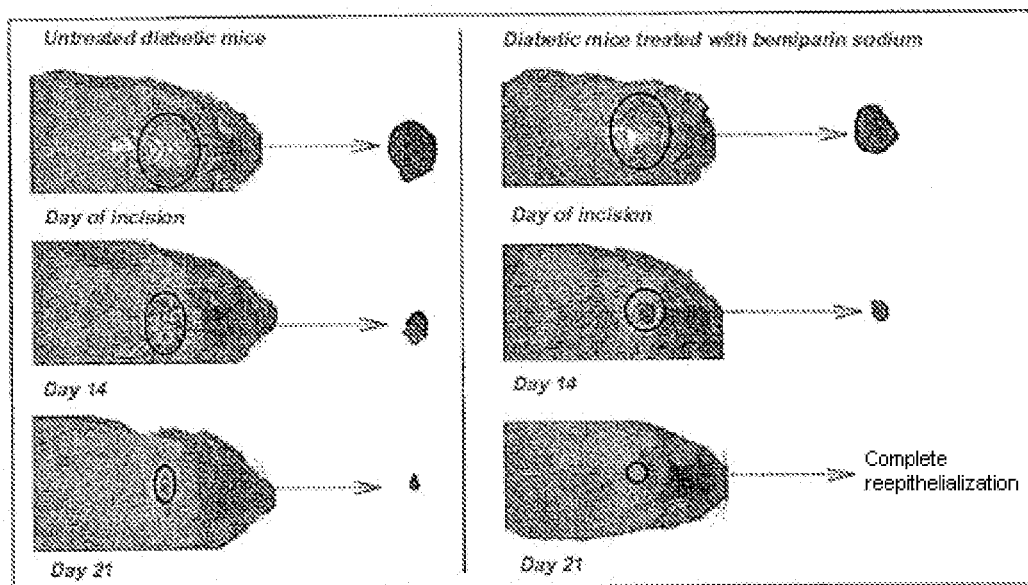 Untreated diabetic mice
Day of incision
Day 14
Day 21
Diabetic mice treated with bemiparin sodium
Day of incision
Day 14
Complete
reepithelialization
Day 21